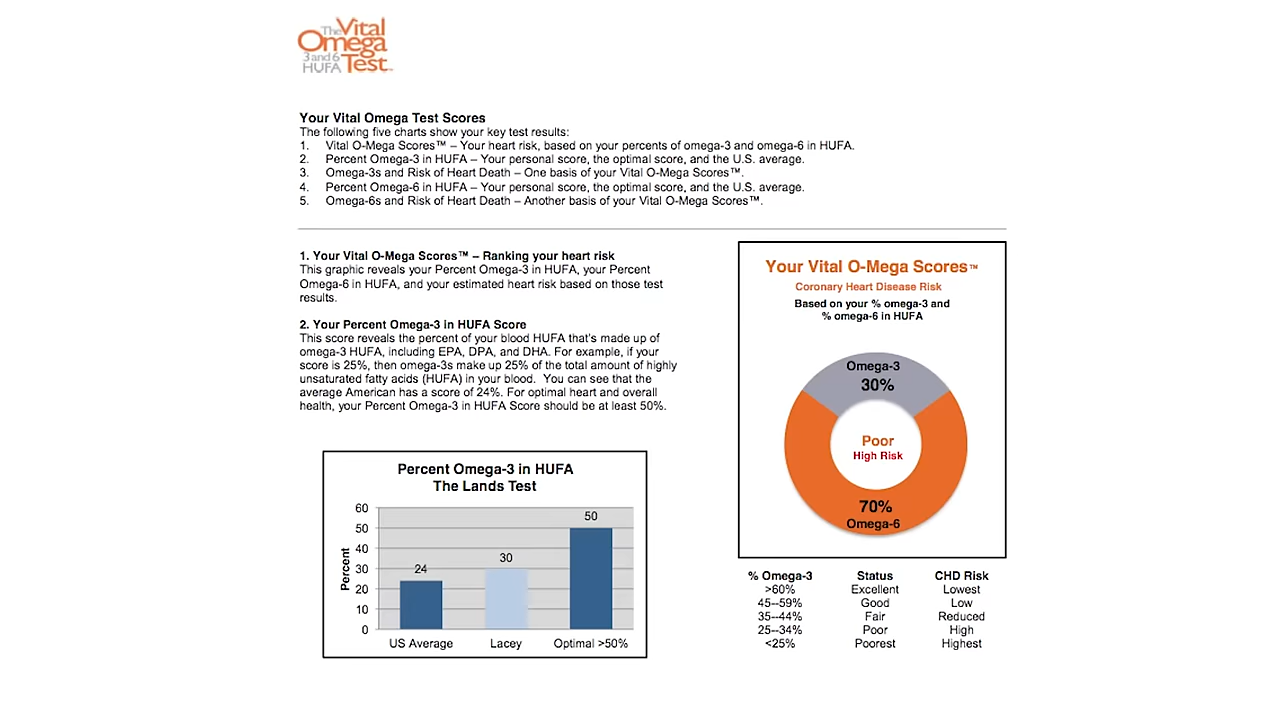 The Vital
Omega
3 and 6
HUFA Test™
Your Vital Omega Test Scores
The following five charts show your key test results:
1. Vital O-Mega Scores™ – Your heart risk, based on your percents of omega-3 and omega-6 in HUFA.
2. Percent Omega-3 in HUFA – Your personal score, the optimal score, and the U.S. average.
3. Omega-3s and Risk of Heart Death – One basis of your Vital O-Mega Scores™.
4. Percent Omega-6 in HUFA – Your personal score, the optimal score, and the U.S. average.
5. Omega-6s and Risk of Heart Death – Another basis of your Vital O-Mega Scores™.
1. Your Vital O-Mega Scores™ – Ranking your heart risk
This graphic reveals your Percent Omega-3 in HUFA, your Percent
Omega-6 in HUFA, and your estimated heart risk based on those test
results.
2. Your Percent Omega-3 in HUFA Score
This score reveals the percent of your blood HUFA that's made up of
omega-3 HUFA, including EPA, DPA, and DHA. For example, if your
score is 25%, then omega-3s make up 25% of the total amount of highly
unsaturated fatty acids (HUFA) in your blood. You can see that the
average American has a score of 24%. For optimal heart and overall
health, your Percent Omega-3 in HUFA Score should be at least 50%.
Percent Omega-3 in HUFA
The Lands Test
Percent
60
50
40
30
20
10
0
24
30
50
US Average Lacey Optimal >50%
Your Vital O-Mega Scores™
Coronary Heart Disease Risk
Based on your % omega-3 and
% omega-6 in HUFA
Omega-3
30%
Poor
High Risk
70%
Omega-6
% Omega-3 Status CHD Risk
>60% Excellent Lowest
45--59% Good Low
35--44% Fair Reduced
25--34% Poor High
<25% Poorest Highest